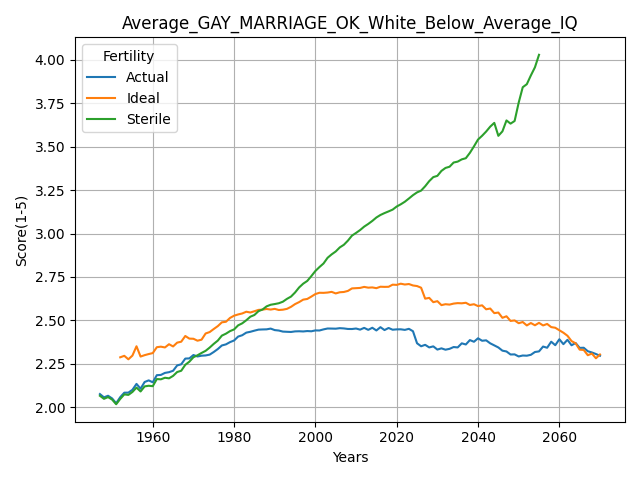 Average_GAY_MARRIAGE_OK_White_Below_Average_IQ
Fertility
Actual
Ideal
Sterile
Score(1-5)
4.00
3.75
3.50
3.25
3.00
2.75
2.50
2.25
2.00
1960 1980 2000 2020 2040 2060
Years